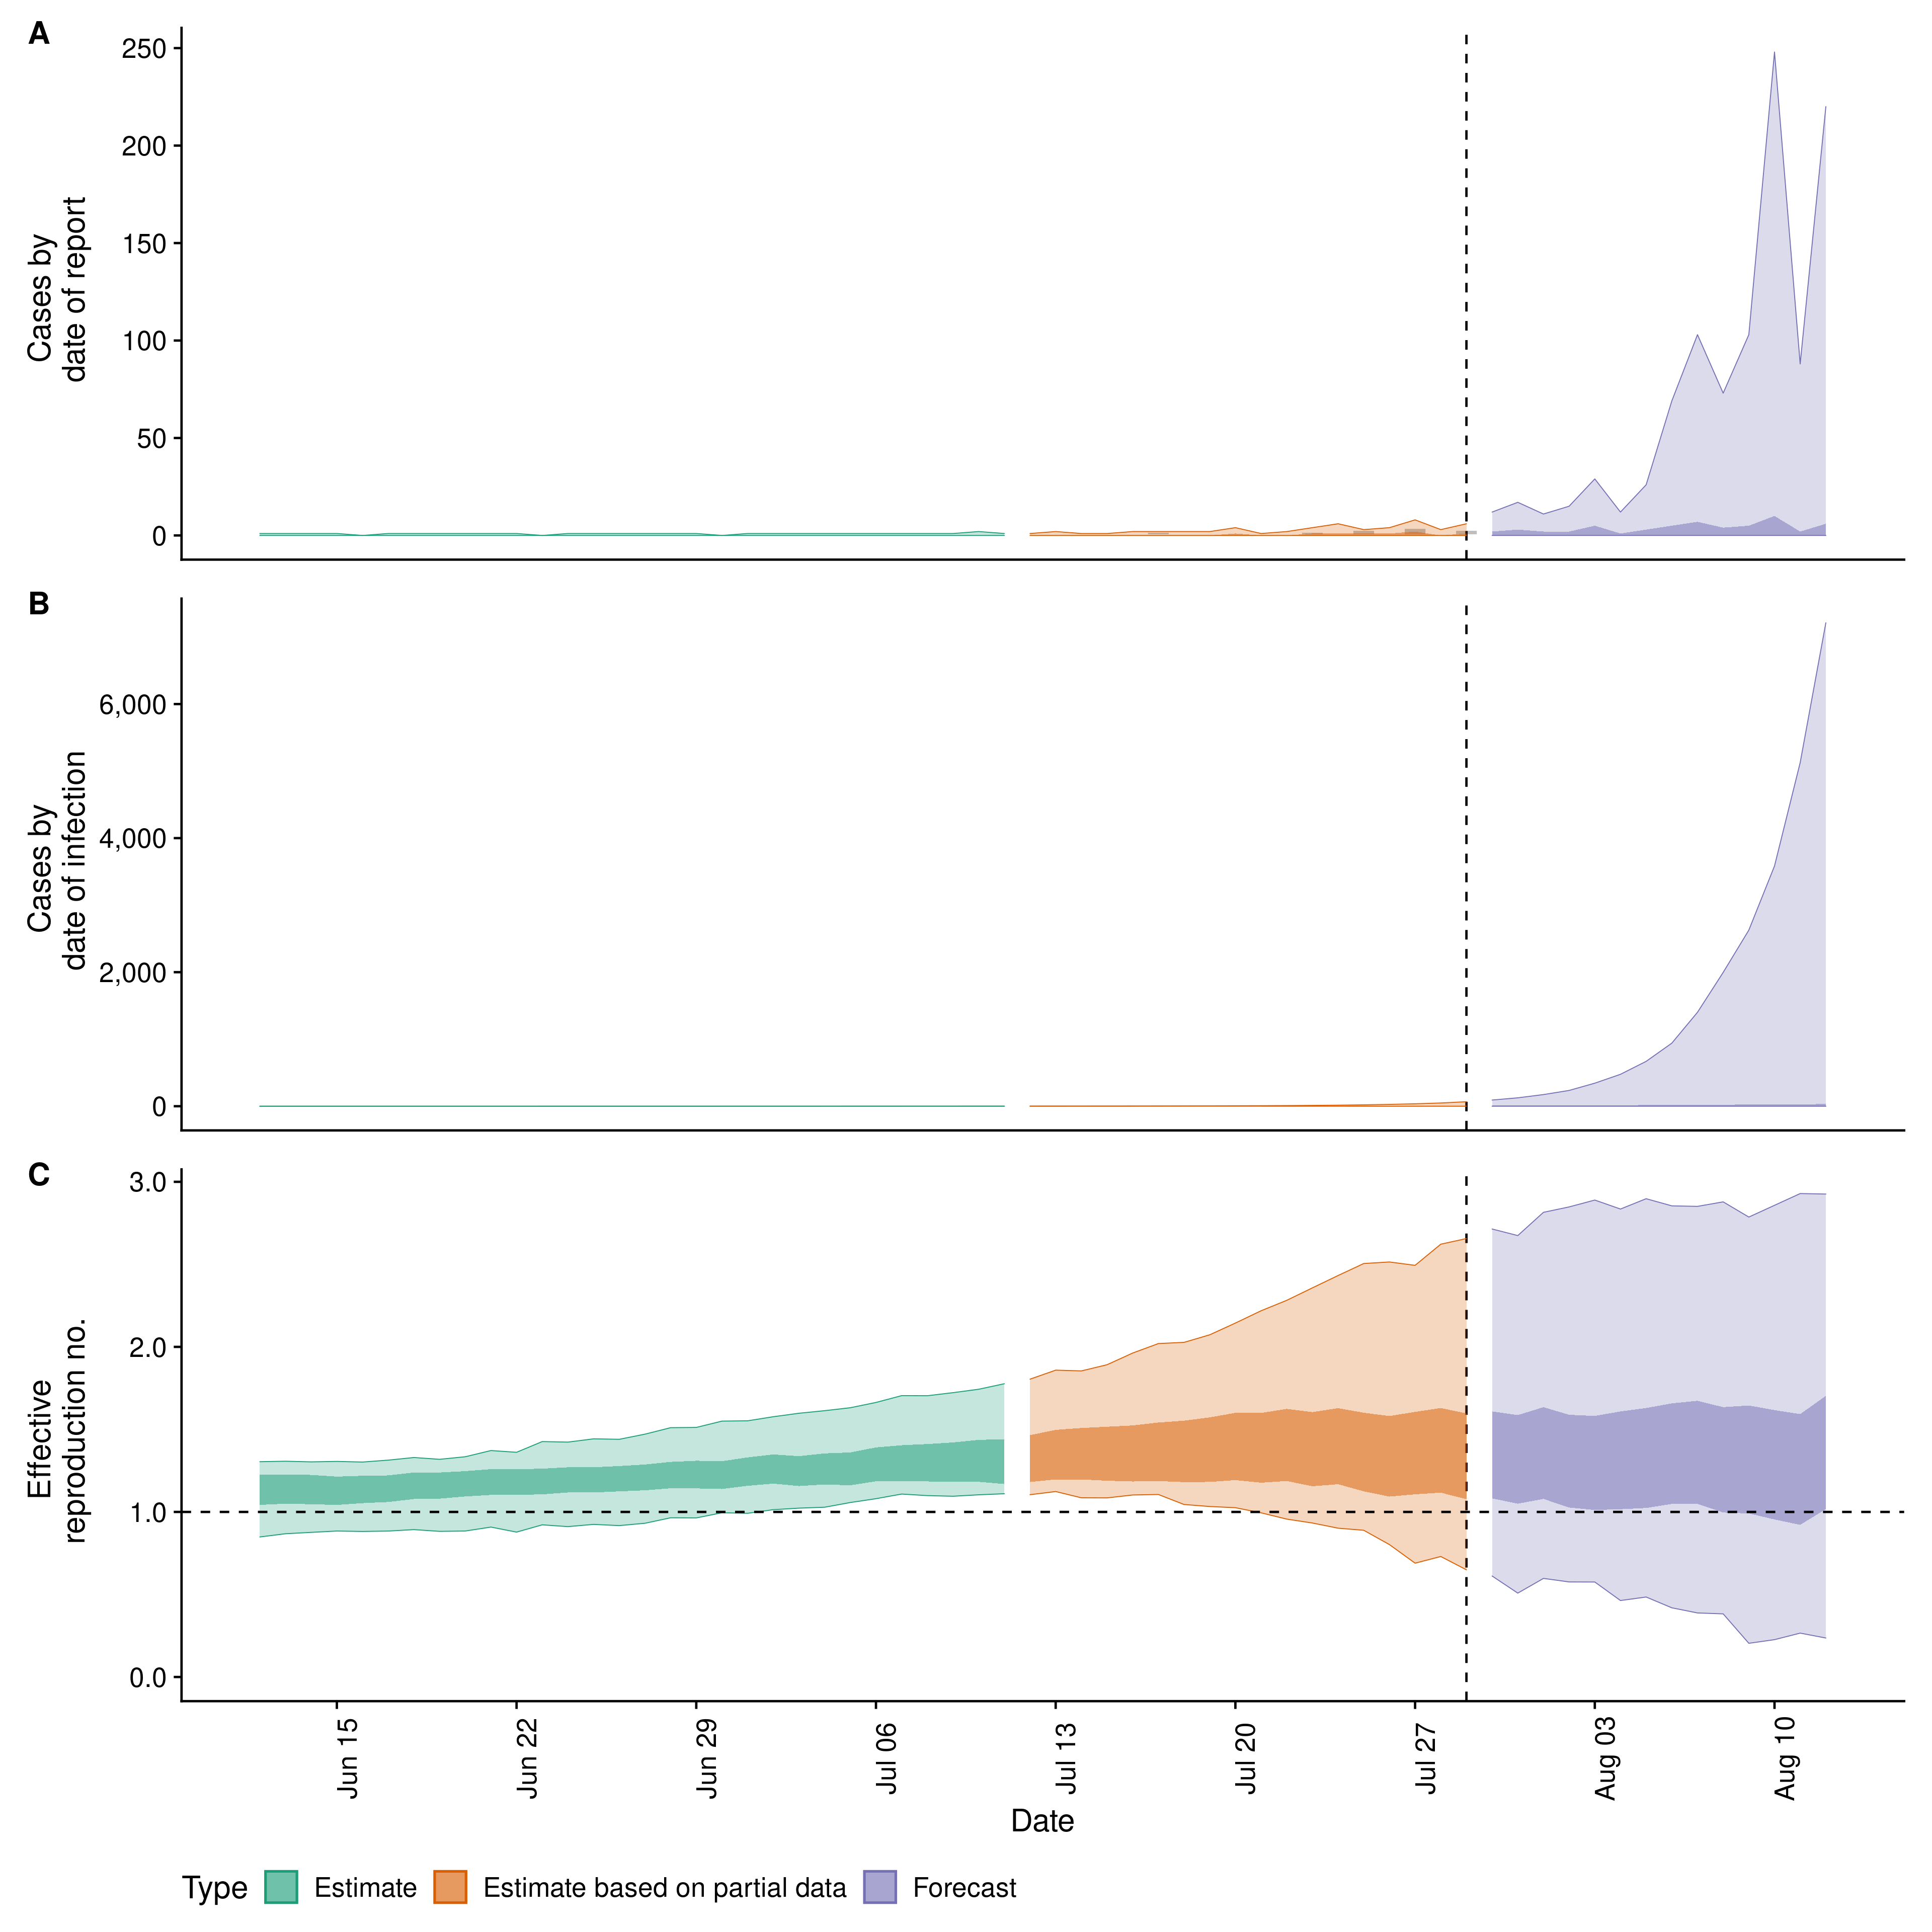 A
250
200
150
100
50
0
Cases by
date of report
B
6,000
4,000
2,000
0
Cases by
date of infection
C
3.0
2.0
1.0
0.0
Effective
reproduction no.
Jun 15
Jun 22
Jun 29
Jul 06
Jul 13
Jul 20
Jul 27
Aug 03
Aug 10
Date
Type Estimate Estimate based on partial data Forecast